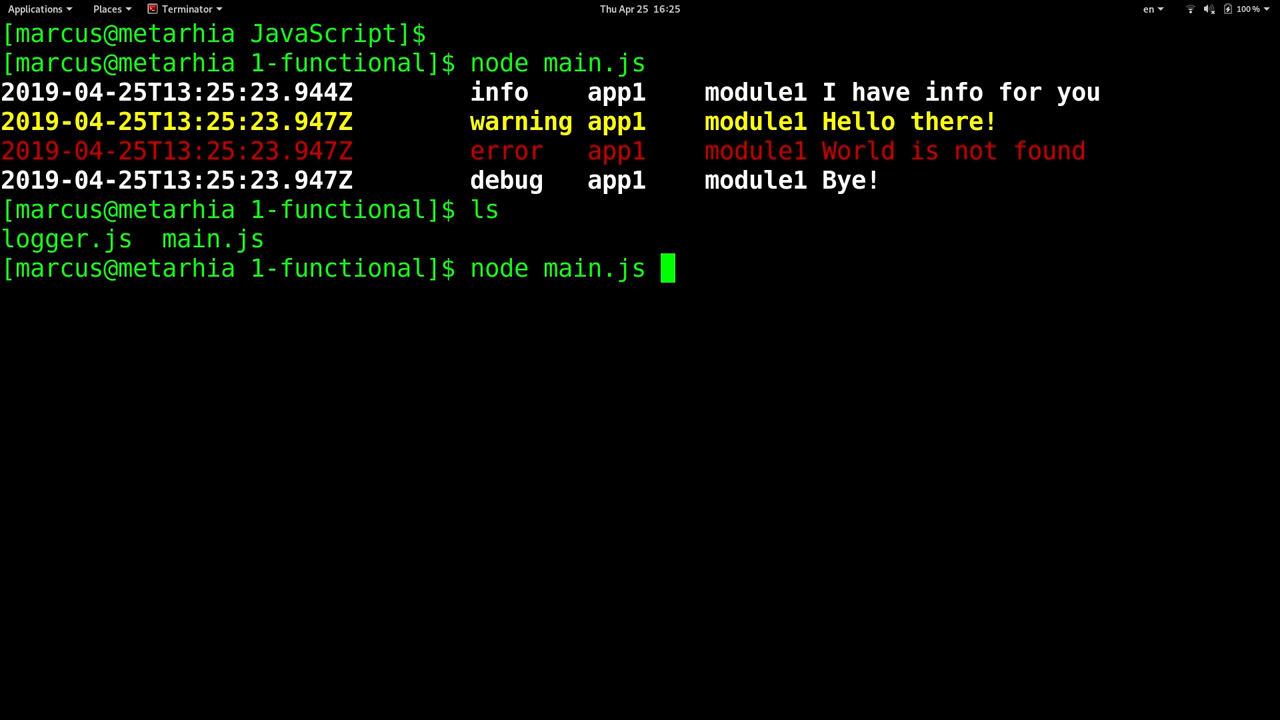 Applications Places Terminator Thu Apr 25 16:25 en 100 %
[marcus@metarhia JavaScript]$
[marcus@metarhia 1-functional]$ node main.js
2019-04-25T13:25:23.944Z info app1 module1 I have info for you
2019-04-25T13:25:23.947Z warning app1 module1 Hello there!
2019-04-25T13:25:23.947Z error app1 module1 World is not found
2019-04-25T13:25:23.947Z debug app1 module1 Bye!
[marcus@metarhia 1-functional]$ ls
logger.js main.js
[marcus@metarhia 1-functional]$ node main.js